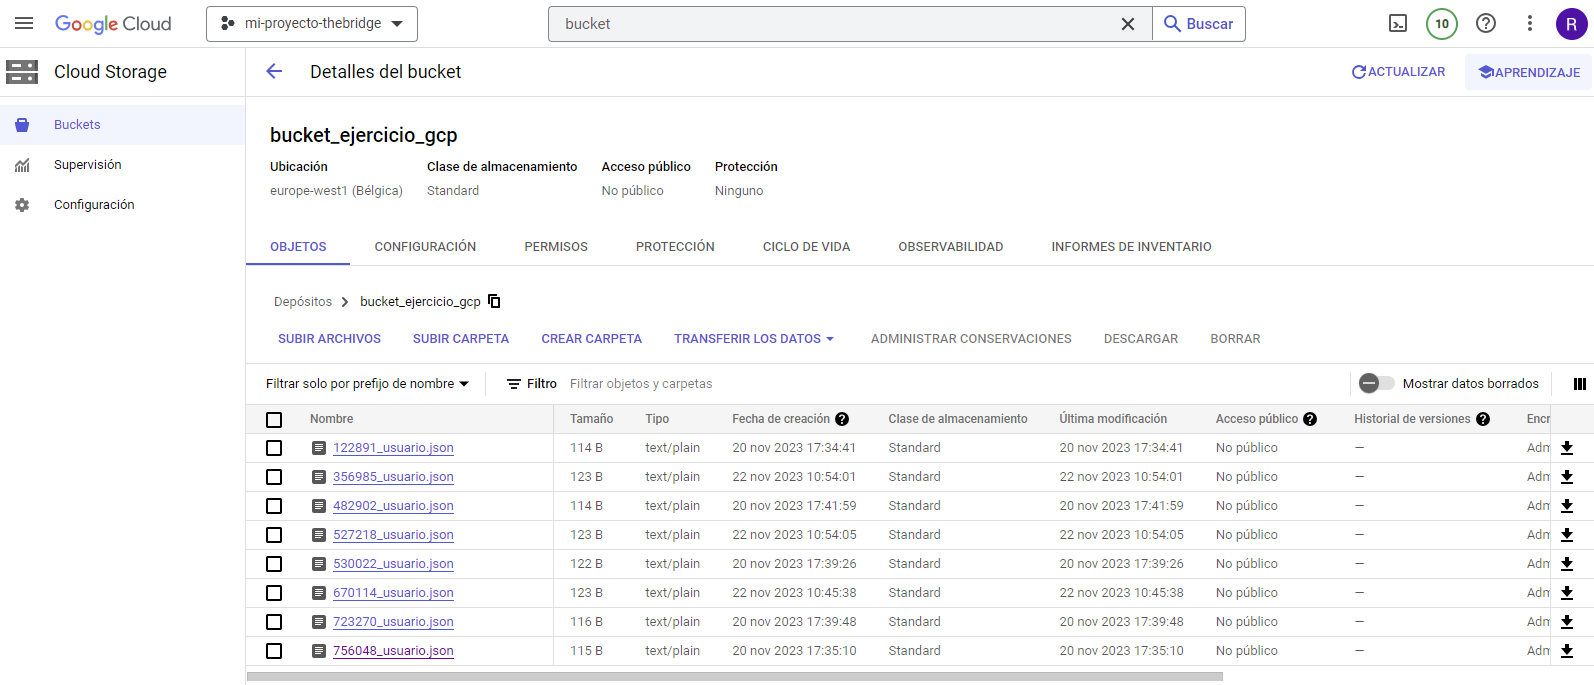 Google Cloud mi-proyecto-thebridge bucket Buscar 10 R
Cloud Storage Detalles del bucket ACTUALIZAR APRENDIZAJE
Buckets
Supervisión
Configuración
bucket_ejercicio_gcp
Ubicación Clase de almacenamiento Acceso público Protección
europe-west1 (Bélgica) Standard No público Ninguno
OBJETOS CONFIGURACIÓN PERMISOS PROTECCIÓN CICLO DE VIDA OBSERVABILIDAD INFORMES DE INVENTARIO
Depósitos bucket_ejercicio_gcp
SUBIR ARCHIVOS SUBIR CARPETA CREAR CARPETA TRANSFERIR LOS DATOS ADMINISTRAR CONSERVACIONES DESCARGAR BORRAR
Filtrar solo por prefijo de nombre Filtro Filtrar objetos y carpetas Mostrar datos borrados
Nombre Tamaño Tipo Fecha de creación Clase de almacenamiento Última modificación Acceso público Historial de versiones Encr
122891_usuario.json 114 B text/plain 20 nov 2023 17:34:41 Standard 20 nov 2023 17:34:41 No público — Adm
356985_usuario.json 123 B text/plain 22 nov 2023 10:54:01 Standard 22 nov 2023 10:54:01 No público — Adm
482902_usuario.json 114 B text/plain 20 nov 2023 17:41:59 Standard 20 nov 2023 17:41:59 No público — Adm
527218_usuario.json 123 B text/plain 22 nov 2023 10:54:05 Standard 22 nov 2023 10:54:05 No público — Adm
530022_usuario.json 122 B text/plain 20 nov 2023 17:39:26 Standard 20 nov 2023 17:39:26 No público — Adm
670114_usuario.json 123 B text/plain 22 nov 2023 10:45:38 Standard 22 nov 2023 10:45:38 No público — Adm
723270_usuario.json 116 B text/plain 20 nov 2023 17:39:48 Standard 20 nov 2023 17:39:48 No público — Adm
756048_usuario.json 115 B text/plain 20 nov 2023 17:35:10 Standard 20 nov 2023 17:35:10 No público — Adm